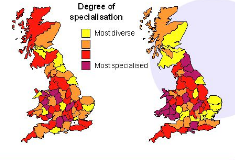 Degree of
specialisation
Most diverse
Most specialised